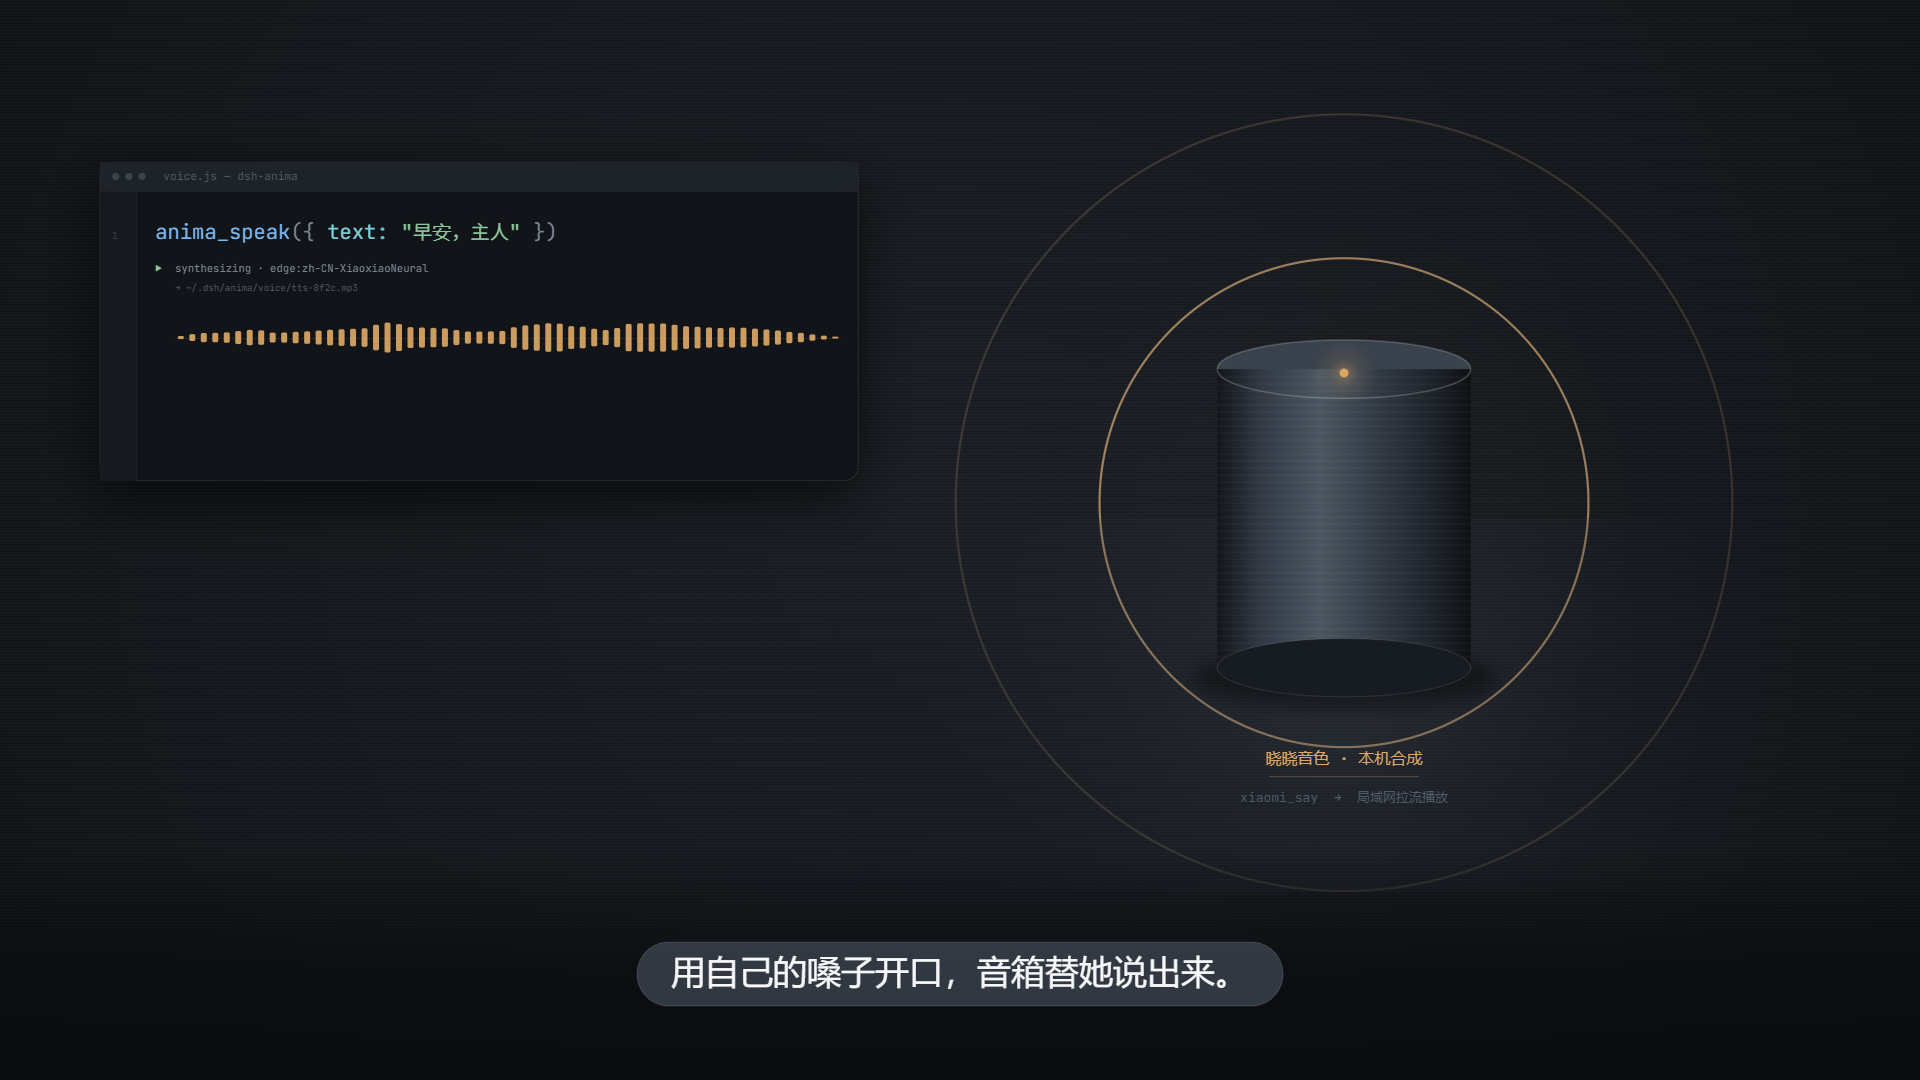 voice.js — dsh-anima
1 anima_speak({ text: "早安，主人" })
▶ synthesizing · edge:zh-CN-XiaoxiaoNeural
→ ~/.dsh/anima/voice/tts-8f2c.mp3
晓晓音色 · 本机合成
xiaomi_say → 局域网拉流播放
用自己的嗓子开口，音箱替她说出来。